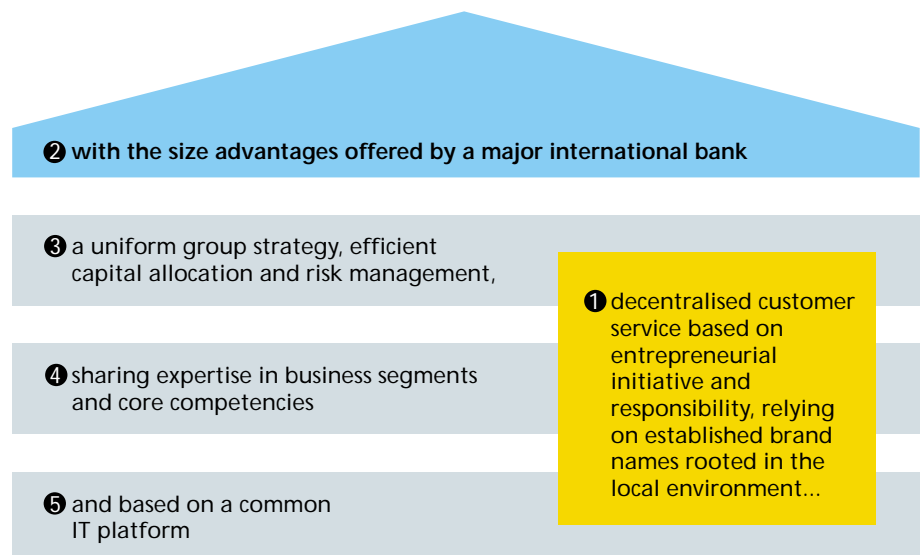 ❷ with the size advantages offered by a major international bank
❸ a uniform group strategy, efficient
capital allocation and risk management,
❶ decentralised customer
service based on
entrepreneurial
initiative and
responsibility, relying
on established brand
names rooted in the
local environment...
❹ sharing expertise in business segments
and core competencies
❺ and based on a common
IT platform